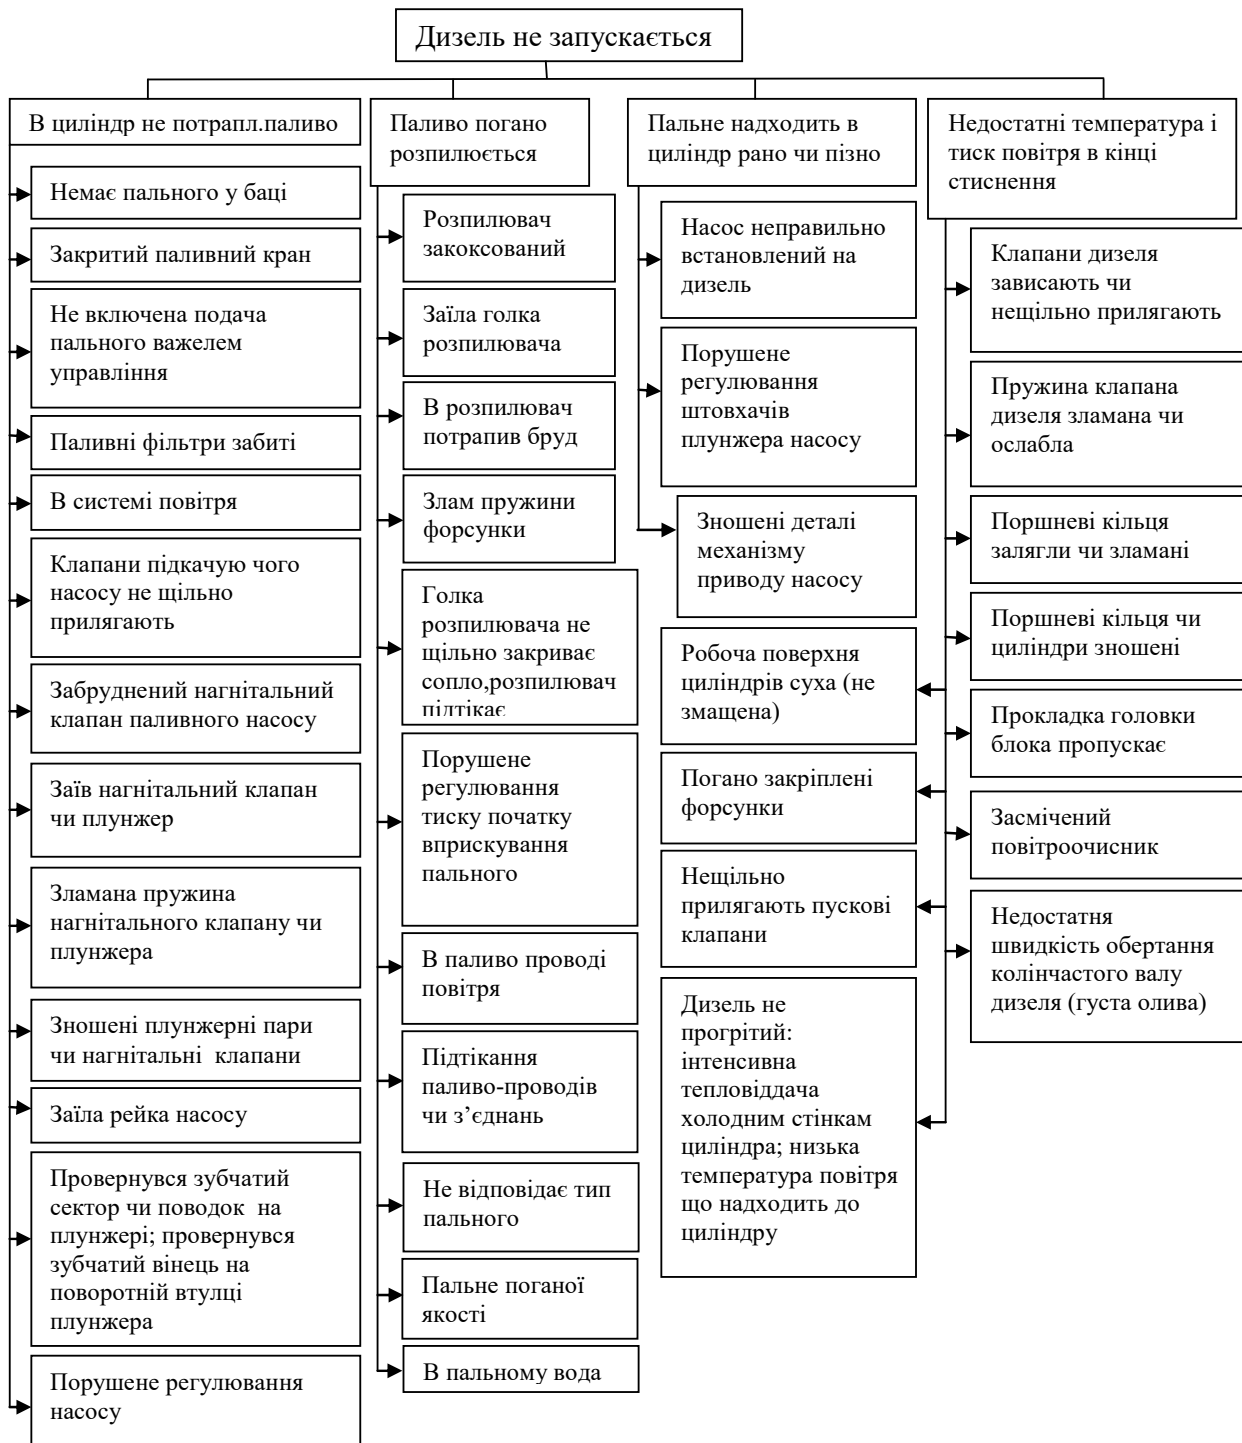 Дизель не запускається
В циліндр не потрапл.паливо
Немає пального у баці
Закритий паливний кран
Не включена подача
пального важелем
управління
Паливні фільтри забиті
В системі повітря
Клапани підкачую чого
насосу не щільно
прилягають
Забруднений нагнітальний
клапан паливного насосу
Заїв нагнітальний клапан
чи плунжер
Зламана пружина
нагнітального клапану чи
плунжера
Зношені плунжерні пари
чи нагнітальні клапани
Заїла рейка насосу
Провернувся зубчатий
сектор чи поводок на
плунжері; провернувся
зубчатий вінець на
поворотній втулці
плунжера
Порушене регулювання
насосу
Паливо погано
розпилюється
Розпилювач
закоксований
Заїла голка
розпилювача
В розпилювач
потрапив бруд
Злам пружини
форсунки
Голка
розпилювача не
щільно закриває
сопло,розпилювач
підтікає
Порушене
регулювання
тиску початку
вприскування
пального
В паливо проводі
повітря
Підтікання
паливо-проводів
чи з’єднань
Не відповідає тип
пального
Пальне поганої
якості
В пальному вода
Пальне надходить в
циліндр рано чи пізно
Насос неправильно
встановлений на
дизель
Порушене
регулювання
штовхачів
плунжера насосу
Зношені деталі
механізму
приводу насосу
Недостатні температура і
тиск повітря в кінці
стиснення
Клапани дизеля
зависають чи
нещільно прилягають
Пружина клапана
дизеля зламана чи
ослабла
Поршневі кільця
залягли чи зламані
Поршневі кільця чи
циліндри зношені
Прокладка головки
блока пропускає
Засмічений
повітроочисник
Недостатня
швидкість обертання
колінчастого валу
дизеля (густа олива)
Робоча поверхня
циліндрів суха (не
змащена)
Погано закріплені
форсунки
Нещільно
прилягають пускові
клапани
Дизель не
прогрітий:
інтенсивна
тепловіддача
холодним стінкам
циліндра; низька
температура повітря
що надходить до
циліндру